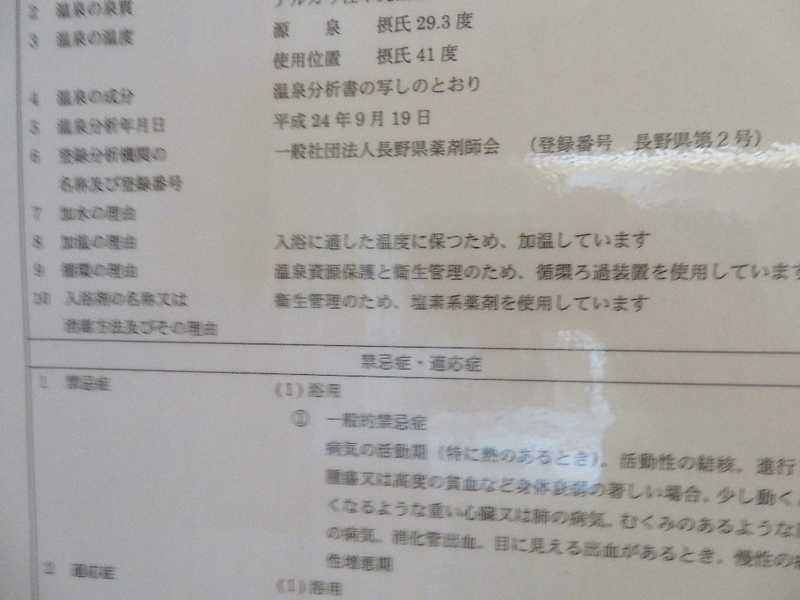 2 温泉の泉質
3 温泉の温度 源泉 摂氏 29.3 度
使用位置 摂氏 41 度
4 温泉の成分 温泉分析書の写しのとおり
5 温泉分析年月日 平成 24 年 9 月 19 日
6 登録分析機関の 一般社団法人長野県薬剤師会 (登録番号 長野県第 2 号)
名称及び登録番号
7 加水の理由
8 加温の理由 入浴に適した温度に保つため、加温しています
9 循環の理由 温泉資源保護と衛生管理のため、循環ろ過装置を使用しています
10 入浴剤の名称又は 衛生管理のため、塩素系薬剤を使用しています
消毒方法及びその理由
禁忌症・適応症
1 禁忌症 (1) 浴用
① 一般的禁忌症
病気の活動期 (特に熱のあるとき)。活動性の結核、進行
腫瘍又は高度の貧血など身体衰弱の著しい場合、少し動く
くなるような重い心臓又は肺の病気、むくみのあるような
の病気、消化管出血、目に見える出血があるとき、慢性の
性増悪期
2 適応症 (1) 浴用